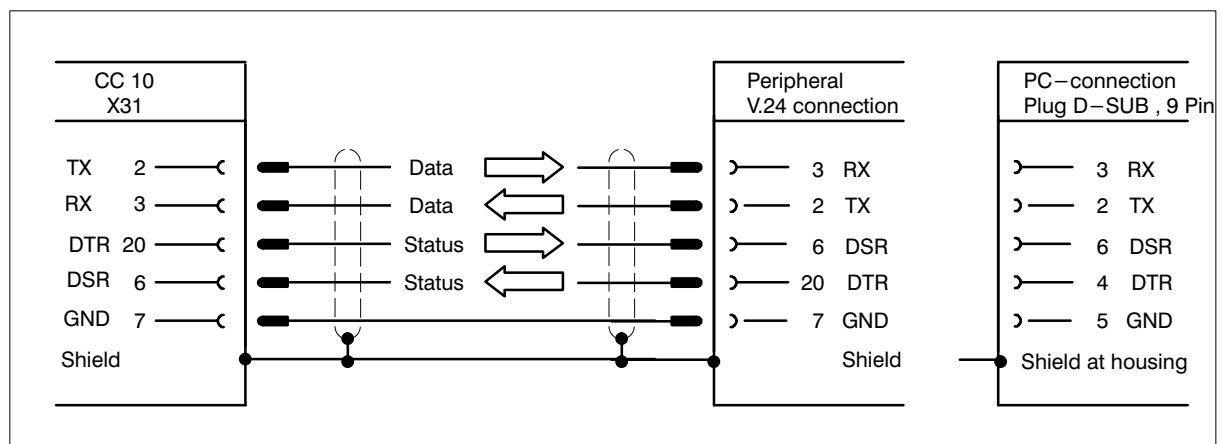 CC 10
X31
Peripheral
V.24 connection
PC−connection
Plug D−SUB , 9 Pin
TX 2 Data 3 RX 3 RX
RX 3 Data 2 TX 2 TX
DTR 20 Status 6 DSR 6 DSR
DSR 6 Status 20 DTR 4 DTR
GND 7 7 GND 5 GND
Shield Shield Shield at housing